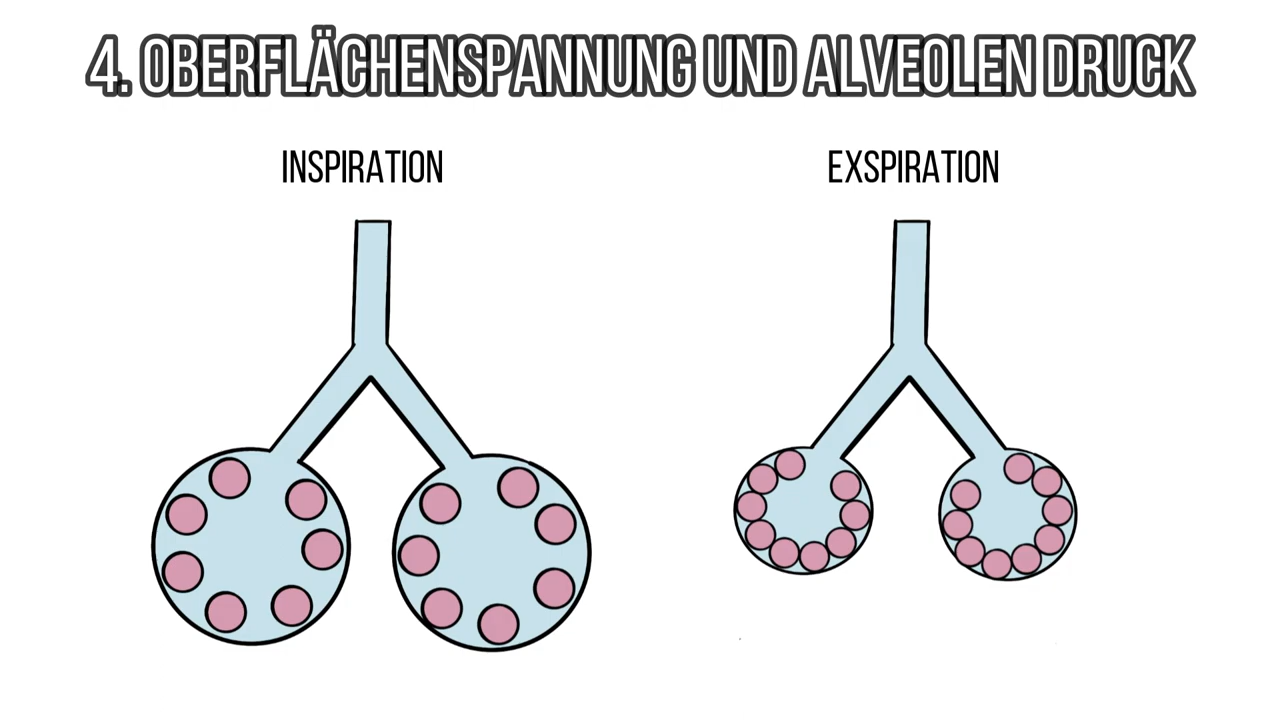 4. OBERFLÄCHENSPANNUNG UND ALVEOLEN DRUCK
INSPIRATION
EXSPIRATION